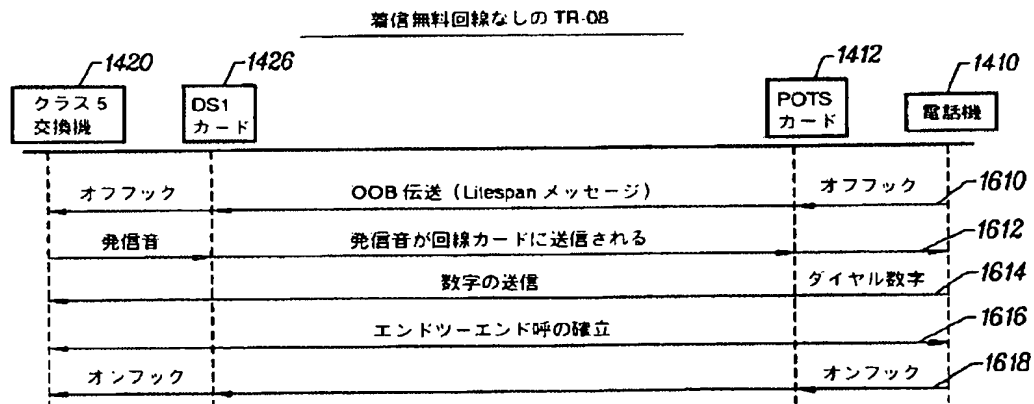 着信無料回線なしの TR-08
1420
1426
1412
1410
クラス 5
交換機
DS1
カード
POTS
カード
電話機
オフフック
OOB 伝送（Litespan メッセージ）
オフフック
1610
発信音
発信音が回線カードに送信される
1612
数字の送信
ダイヤル数字
1614
エンドツーエンド呼の確立
1616
オンフック
オンフック
1618